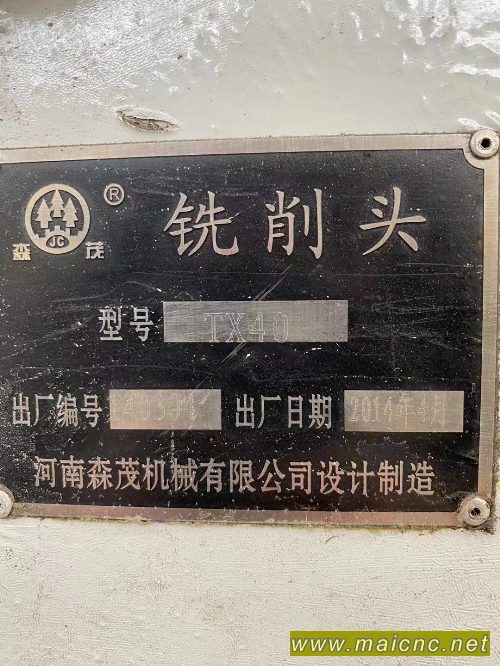 铣削头
®
JC
森 茂
型号 TX40
出厂编号 出厂日期 2014年4月
河南森茂机械有限公司设计制造
www.maicnc.net